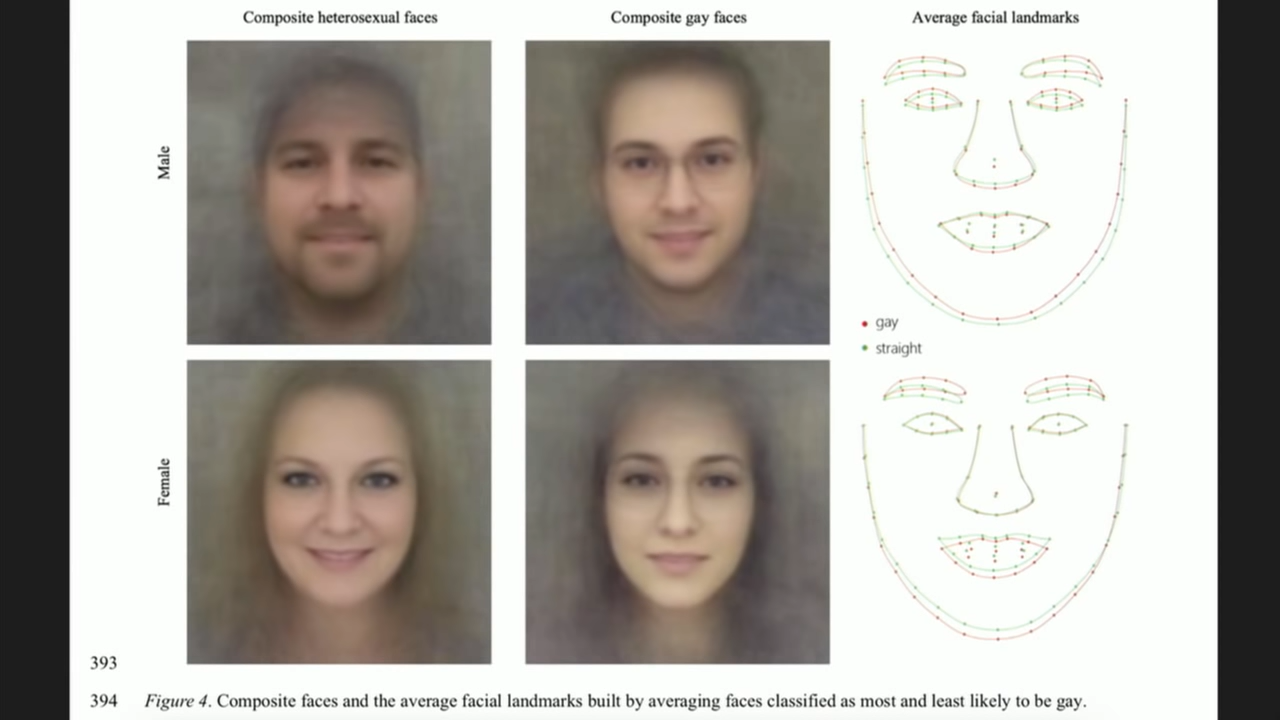 Composite heterosexual faces
Composite gay faces
Average facial landmarks
Male
gay
straight
Female
393
394 Figure 4. Composite faces and the average facial landmarks built by averaging faces classified as most and least likely to be gay.